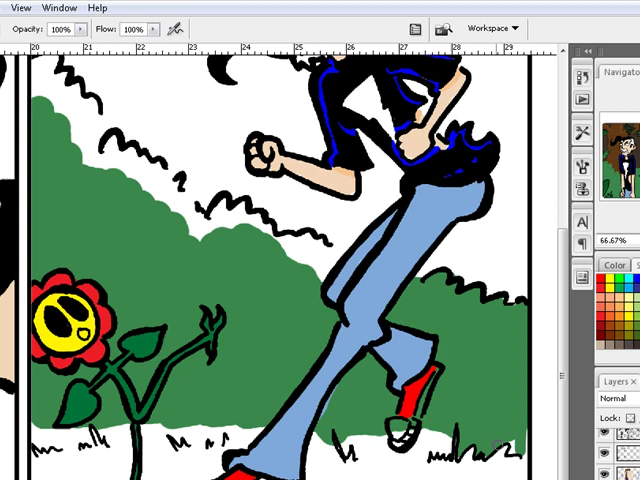 View Window Help
Opacity: 100% Flow: 100% Workspace
20 21 22 23 24 25 26 27 28 29
Navigato
66.67%
Color S
Layers
Normal
Lock: